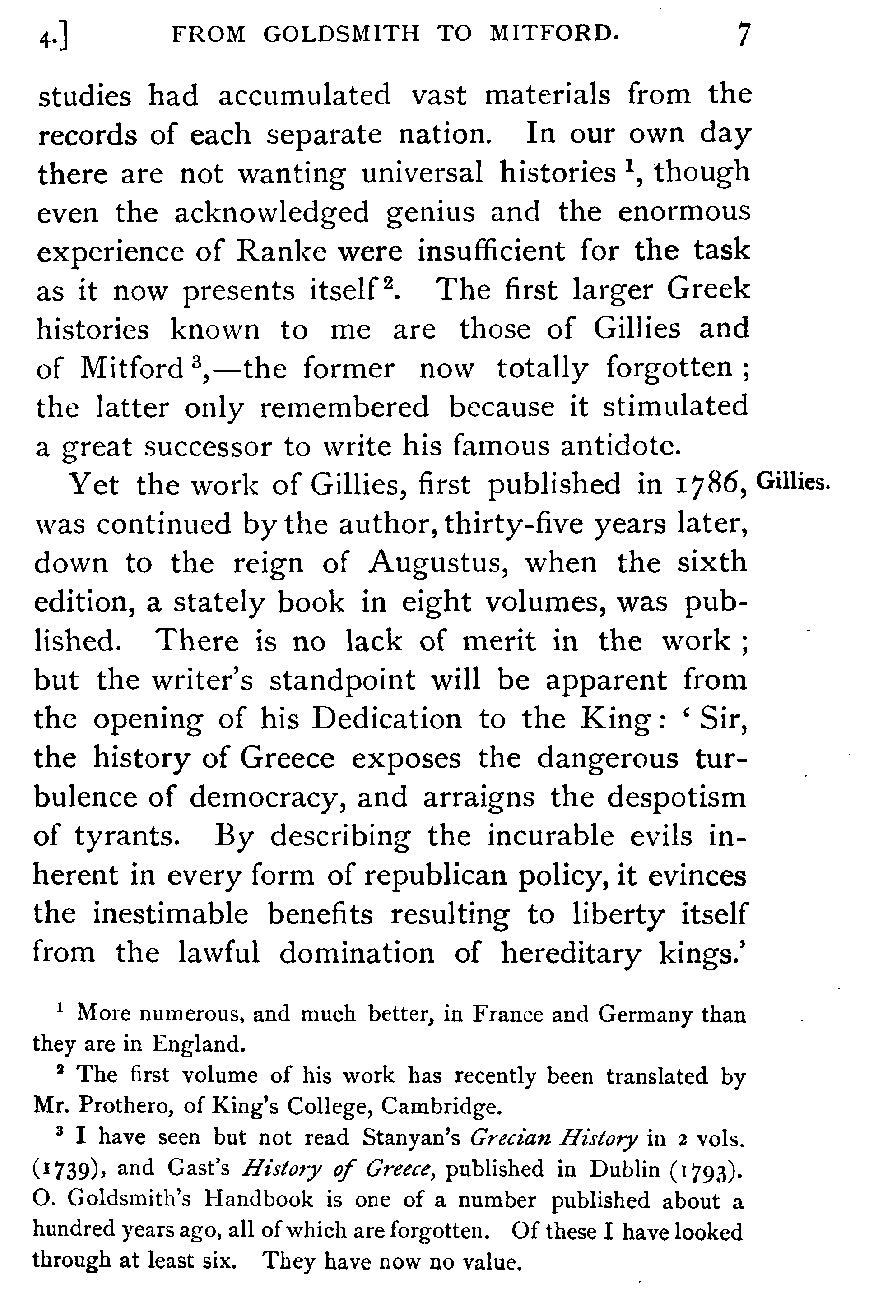 4.] FROM GOLDSMITH TO MITFORD. 7
studies had accumulated vast materials from the
records of each separate nation. In our own day
there are not wanting universal histories ¹, though
even the acknowledged genius and the enormous
experience of Ranke were insufficient for the task
as it now presents itself ². The first larger Greek
histories known to me are those of Gillies and
of Mitford ³,—the former now totally forgotten ;
the latter only remembered because it stimulated
a great successor to write his famous antidote.
Yet the work of Gillies, first published in 1786, Gillies.
was continued by the author, thirty-five years later,
down to the reign of Augustus, when the sixth
edition, a stately book in eight volumes, was pub-
lished. There is no lack of merit in the work ;
but the writer's standpoint will be apparent from
the opening of his Dedication to the King: ‘ Sir,
the history of Greece exposes the dangerous tur-
bulence of democracy, and arraigns the despotism
of tyrants. By describing the incurable evils in-
herent in every form of republican policy, it evinces
the inestimable benefits resulting to liberty itself
from the lawful domination of hereditary kings.’
¹ More numerous, and much better, in France and Germany than
they are in England.
² The first volume of his work has recently been translated by
Mr. Prothero, of King's College, Cambridge.
³ I have seen but not read Stanyan's Grecian History in 2 vols.
(1739), and Gast's History of Greece, published in Dublin (1793).
O. Goldsmith's Handbook is one of a number published about a
hundred years ago, all of which are forgotten. Of these I have looked
through at least six. They have now no value.